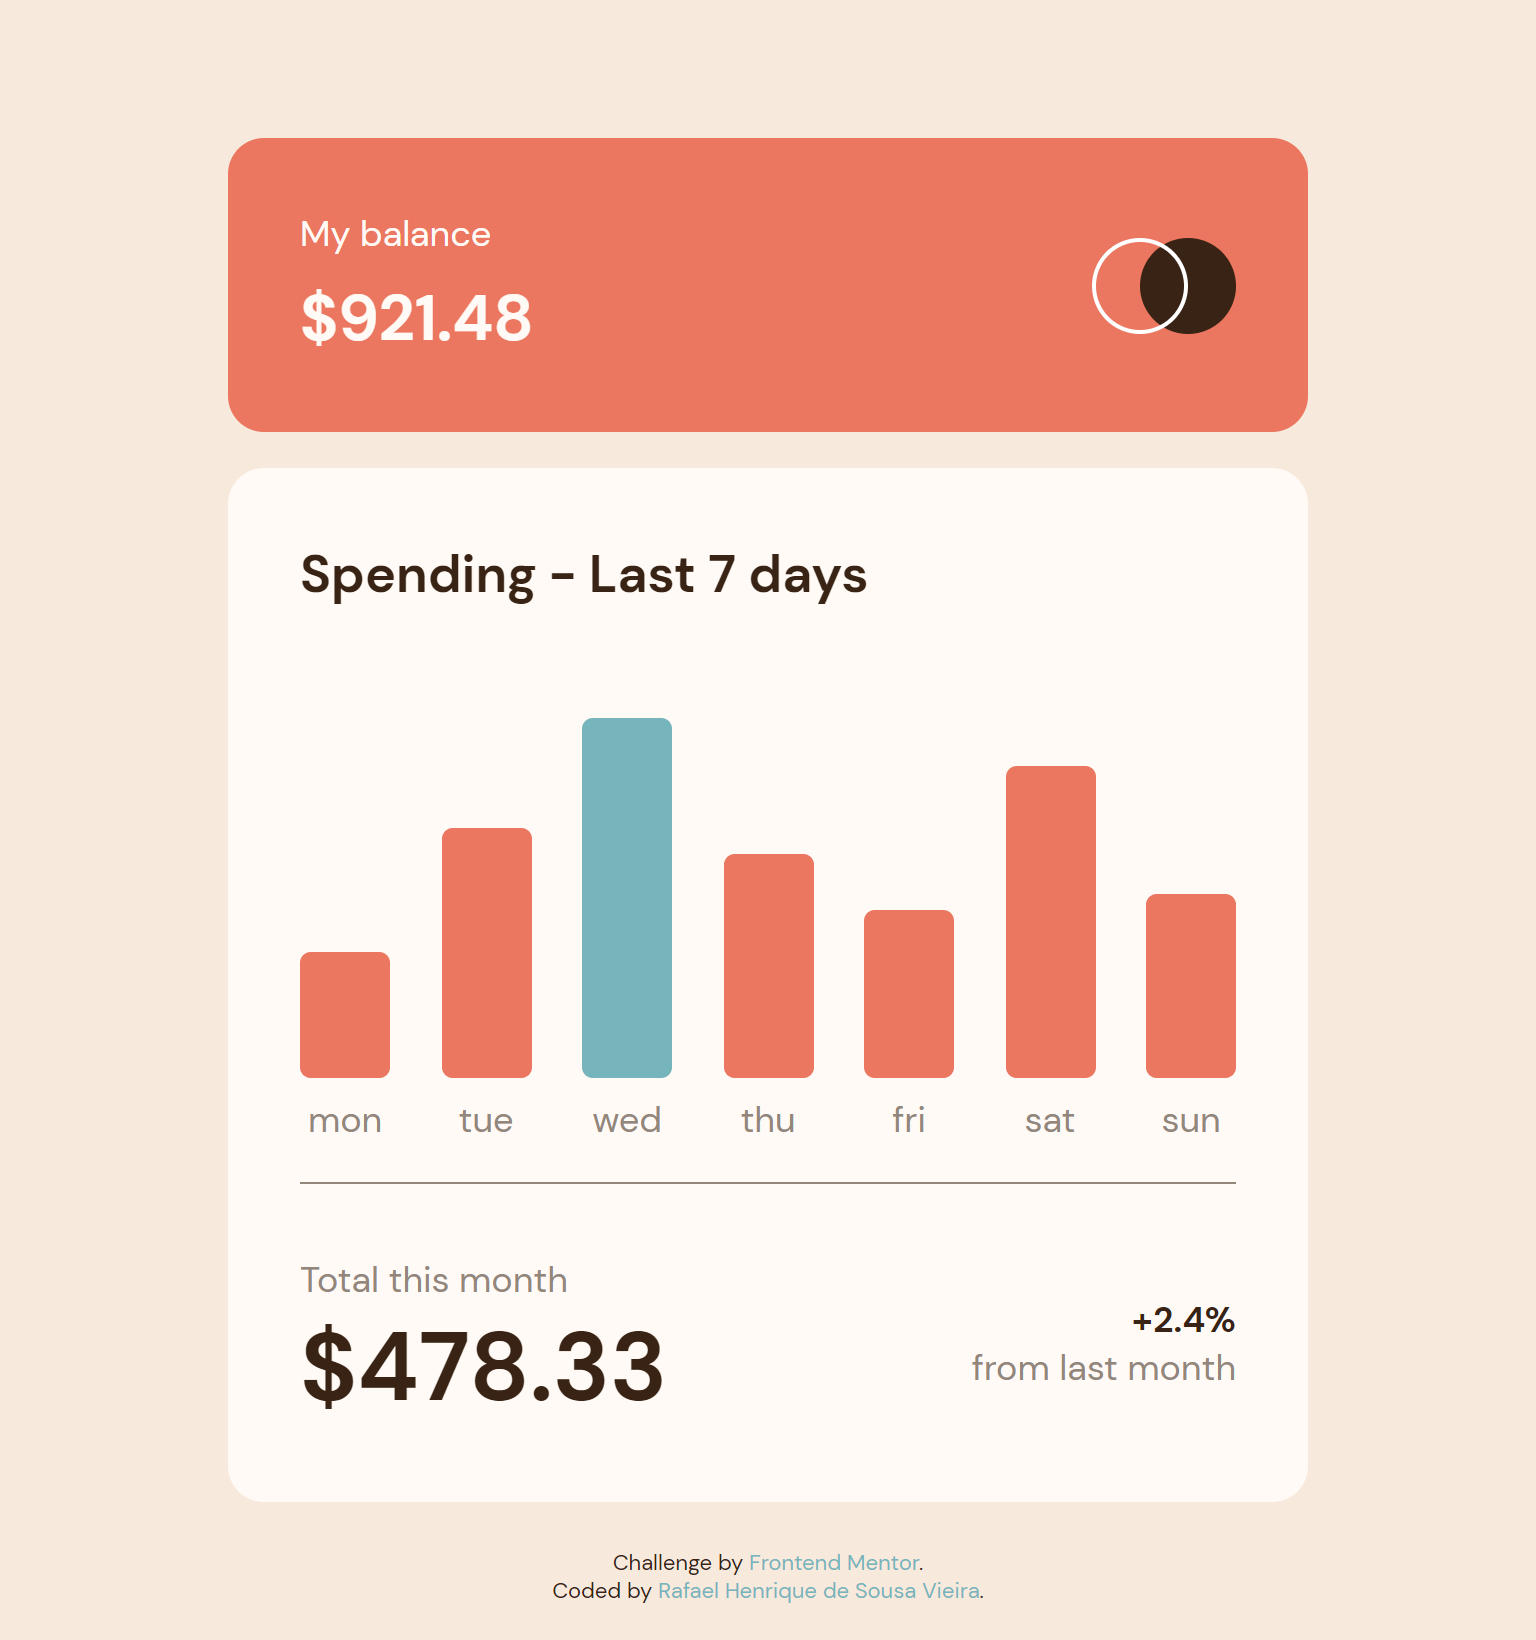 My balance
$921.48
Spending - Last 7 days
mon tue wed thu fri sat sun
Total this month
$478.33
+2.4%
from last month
Challenge by Frontend Mentor.
Coded by Rafael Henrique de Sousa Vieira.